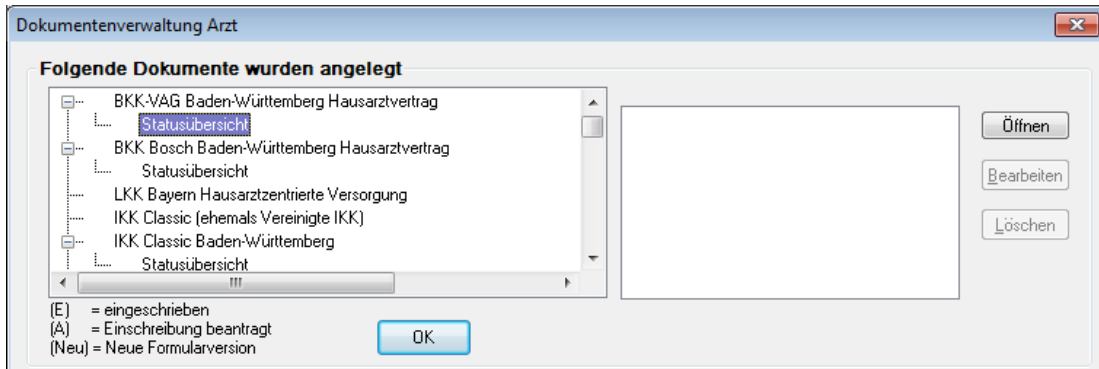 Dokumentenverwaltung Arzt
Folgende Dokumente wurden angelegt
BKK-VAG Baden-Württemberg Hausarztvertrag
Statusübersicht
BKK Bosch Baden-Württemberg Hausarztvertrag
Statusübersicht
LKK Bayern Hausarztzentrierte Versorgung
IKK Classic (ehemals Vereinigte IKK)
IKK Classic Baden-Württemberg
Statusübersicht
Öffnen
Bearbeiten
Löschen
(E) = eingeschrieben
(A) = Einschreibung beantragt
(Neu) = Neue Formularversion
OK